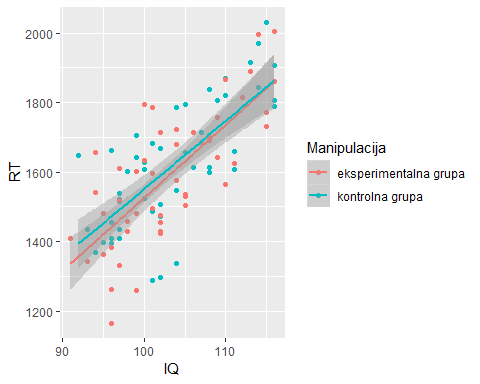 2000
1800
1600
1400
1200
RT
90
100
110
IQ
Manipulacija
eksperimentalna grupa
kontrolna grupa